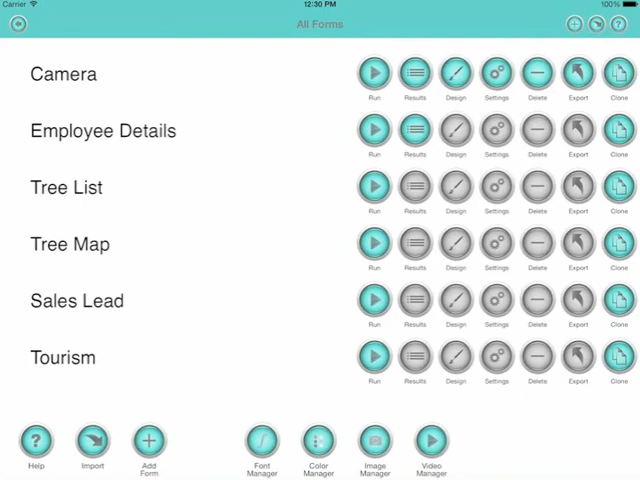 Carrier 12:30 PM 100%
All Forms
Camera
Run Results Design Settings Delete Export Clone
Employee Details
Run Results Design Settings Delete Export Clone
Tree List
Run Results Design Settings Delete Export Clone
Tree Map
Run Results Design Settings Delete Export Clone
Sales Lead
Run Results Design Settings Delete Export Clone
Tourism
Run Results Design Settings Delete Export Clone
Help Import Add Font Color Image Video
Form Manager Manager Manager Manager